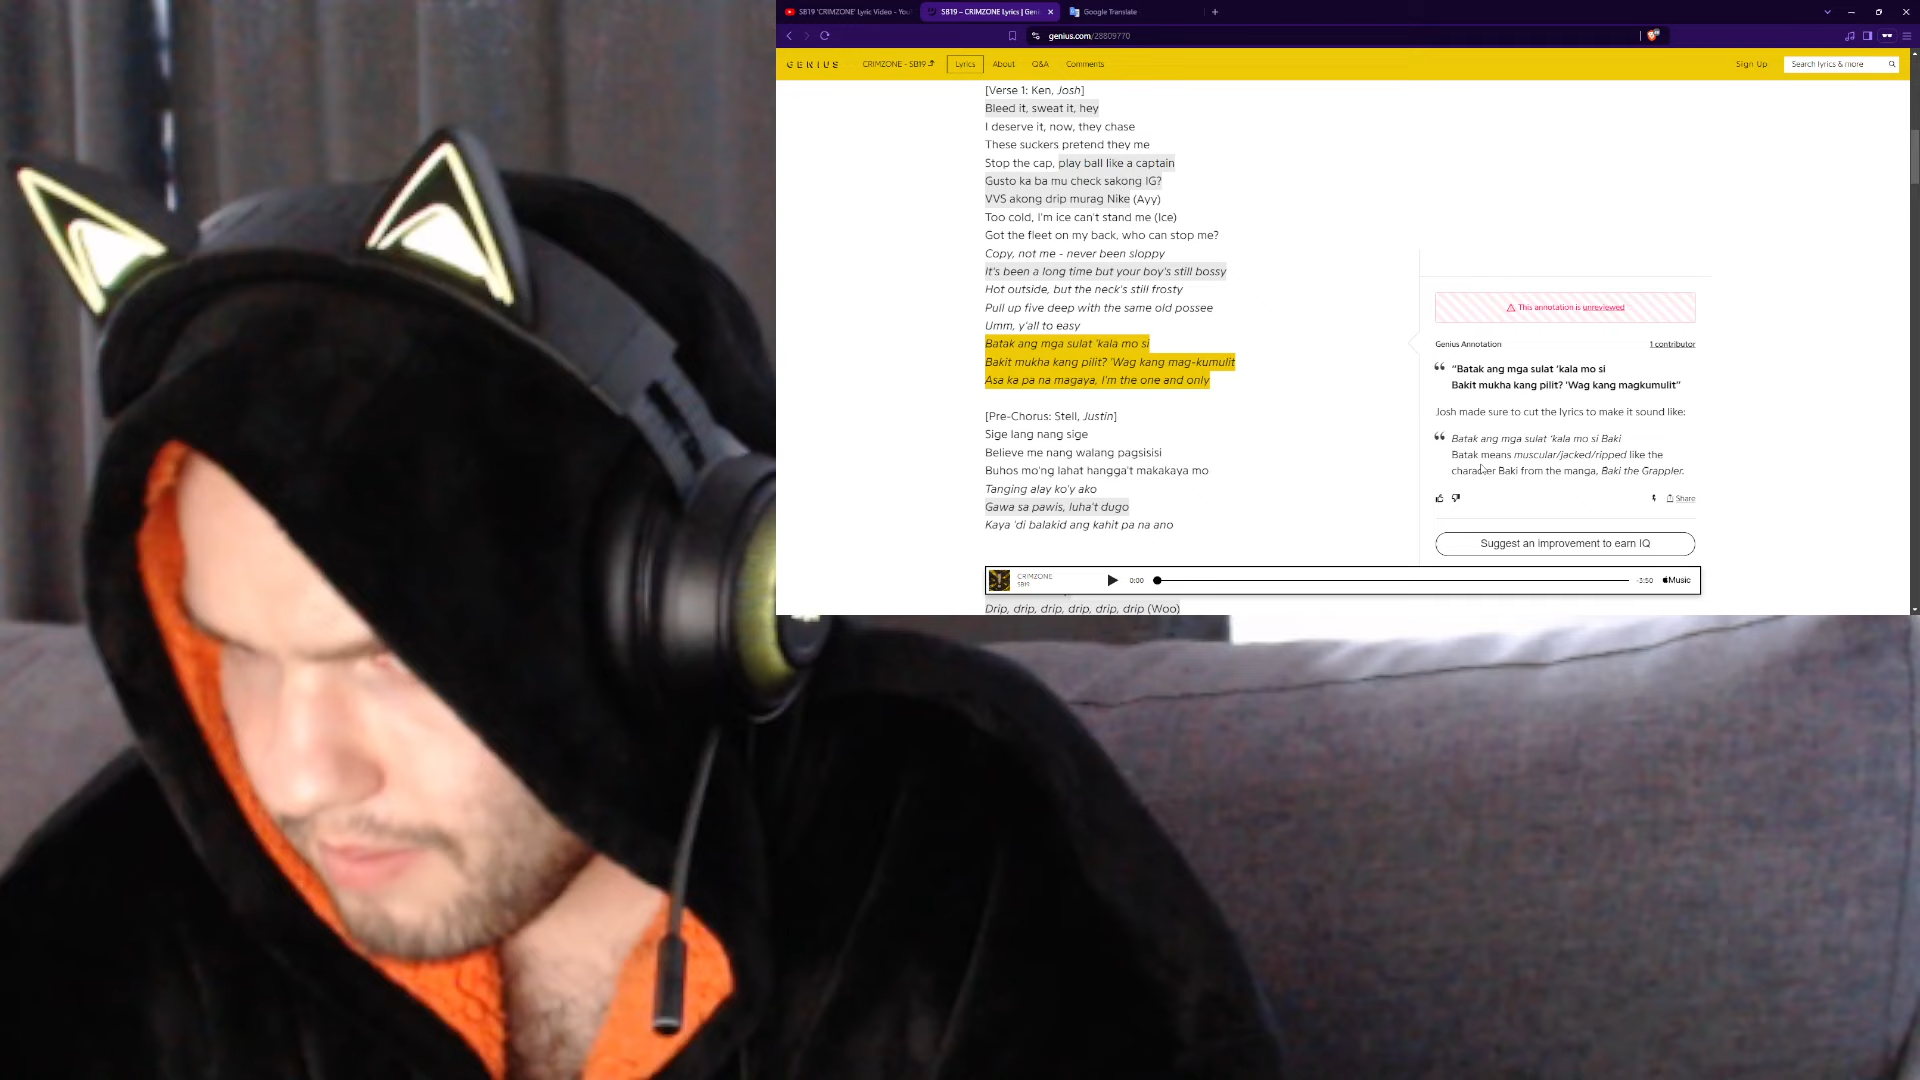 SB19 'CRIMZONE' Lyric Video - You
SB19 – CRIMZONE Lyrics | Geni
Google Translate
genius.com/28809770
GENIUS
CRIMZONE - SB19
Lyrics
About
Q&A
Comments
Sign Up
Search lyrics & more
[Verse 1: Ken, Josh]
Bleed it, sweat it, hey
I deserve it, now, they chase
These suckers pretend they me
Stop the cap, play ball like a captain
Gusto ka ba mu check sakong IG?
VVS akong drip murag Nike (Ayy)
Too cold, I'm ice can't stand me (Ice)
Got the fleet on my back, who can stop me?
Copy, not me - never been sloppy
It's been a long time but your boy's still bossy
Hot outside, but the neck's still frosty
Pull up five deep with the same old possee
Umm, y'all to easy
Batak ang mga sulat 'kala mo si
Bakit mukha kang pilit? 'Wag kang mag-kumulit
Asa ka pa na magaya, I'm the one and only
[Pre-Chorus: Stell, Justin]
Sige lang nang sige
Believe me nang walang pagsisisi
Buhos mo'ng lahat hangga't makakaya mo
Tanging alay ko'y ako
Gawa sa pawis, luha't dugo
Kaya 'di balakid ang kahit pa na ano
This annotation is unreviewed
Genius Annotation
1 contributor
"Batak ang mga sulat 'kala mo si
Bakit mukha kang pilit? 'Wag kang magkumulit"
Josh made sure to cut the lyrics to make it sound like:
Batak ang mga sulat 'kala mo si Baki
Batak means muscular/jacked/ripped like the
character Baki from the manga, Baki the Grappler.
Share
Suggest an improvement to earn IQ
CRIMZONE
SB19
0:00
-3:50
Music
Drip, drip, drip, drip, drip, drip (Woo)